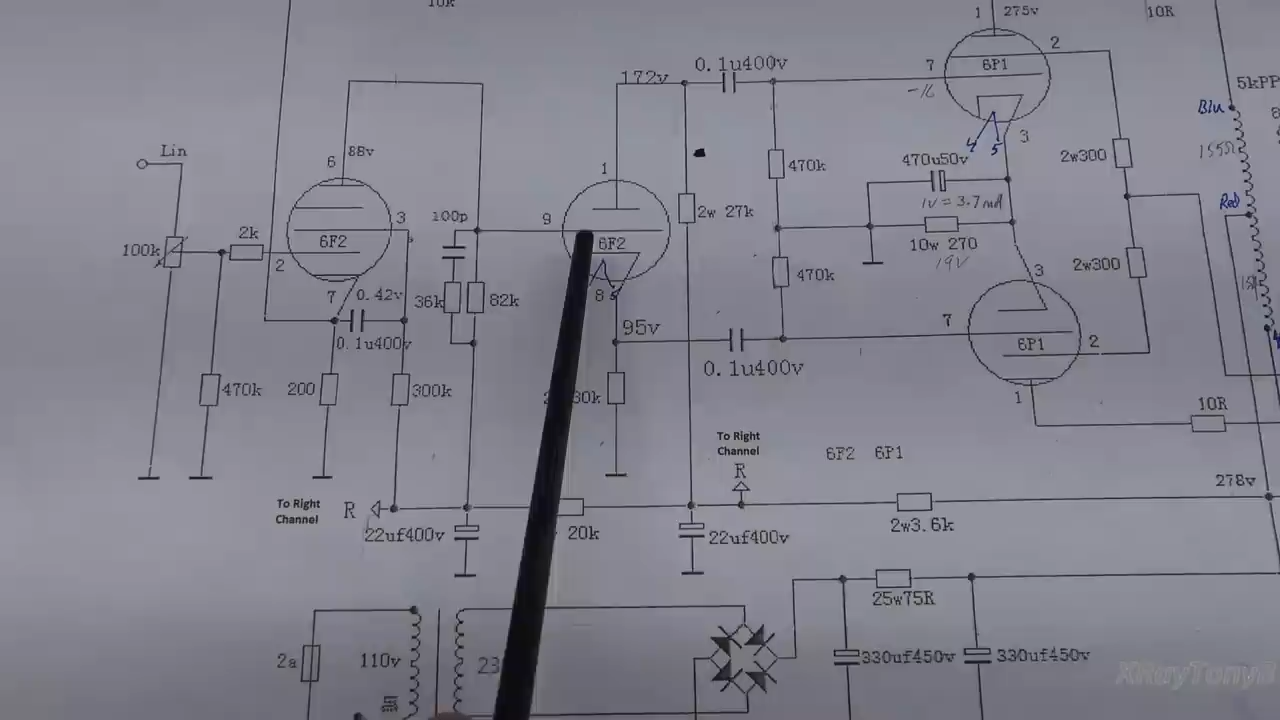 10k
1
275v
10R
2
6P1
7
-16
4
5
3
172v
0.1u400v
5kPP
Blu
155Ω
Lin
6
88v
100k
2k
6F2
3
2
7
0.42v
0.1u400v
100p
36k
82k
9
1
6F2
8
2w 27k
470k
470u50v
1V = 3.7mA
10w 270
19V
2w300
Red
470k
2w300
95v
0.1u400v
3
7
6P1
2
1
10R
470k
200
300k
30k
To Right
Channel
R
6F2 6P1
278v
To Right
Channel
R
22uf400v
20k
22uf400v
2w3.6k
25w75R
2a
110v
23
330uf450v
330uf450v